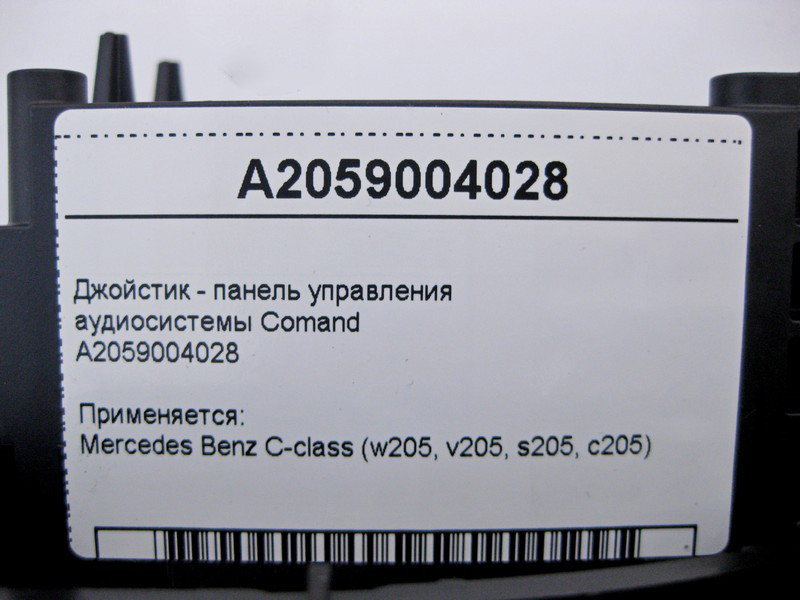 A2059004028
Джойстик - панель управления
аудиосистемы Comand
A2059004028
Применяется:
Mercedes Benz C-class (w205, v205, s205, c205)